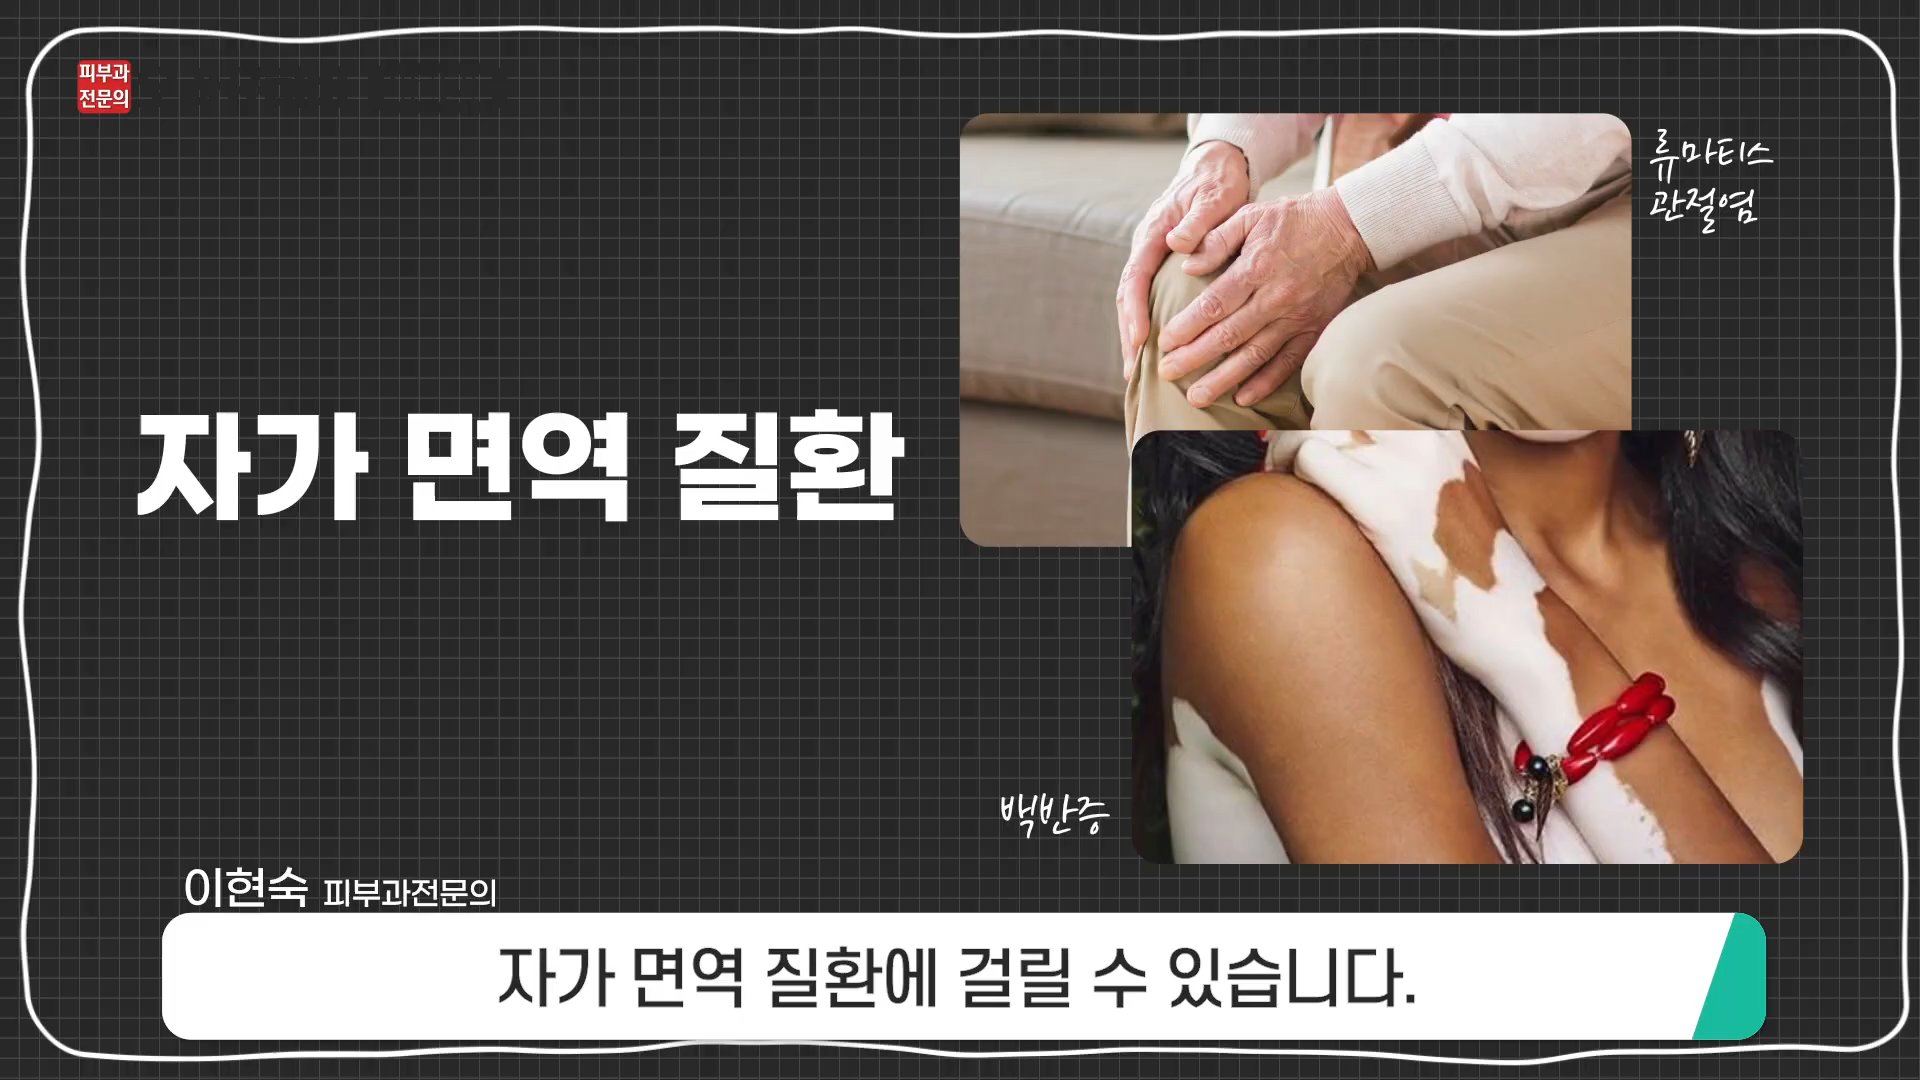 피부과
전문의
류마티스
관절염
자가 면역 질환
백반증
이현숙 피부과전문의
자가 면역 질환에 걸릴 수 있습니다.